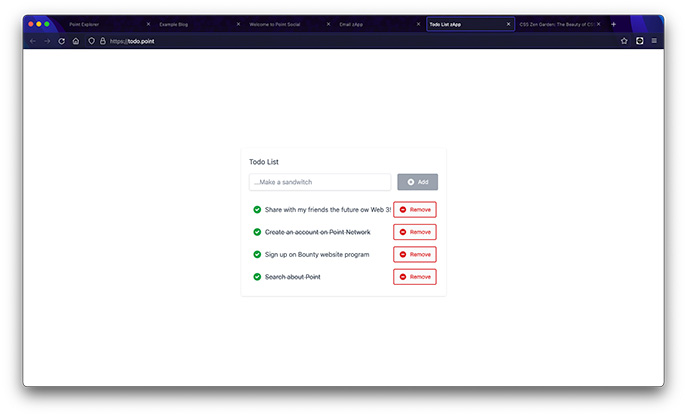 Point Explorer
Example Blog
Welcome to Point Social
Email zApp
Todo List zApp
CSS Zen Garden: The Beauty of CS
https://todo.point
Todo List
...Make a sandwitch
Add
Share with my friends the future ow Web 3!
Remove
Create an account on Point Network
Remove
Sign up on Bounty website program
Remove
Search about Point
Remove